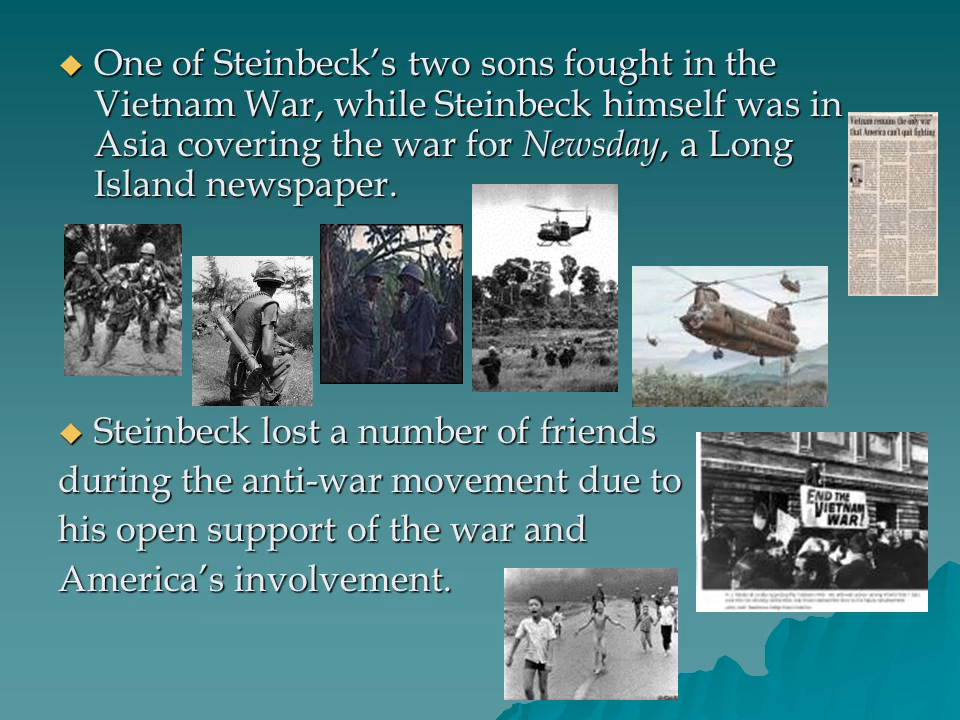 ◆ One of Steinbeck’s two sons fought in the
Vietnam War, while Steinbeck himself was in
Asia covering the war for Newsday, a Long
Island newspaper.
Vietnam remains the only war
that America can't quit fighting
◆ Steinbeck lost a number of friends
during the anti-war movement due to
his open support of the war and
America’s involvement.
END THE
VIETNAM
WAR!